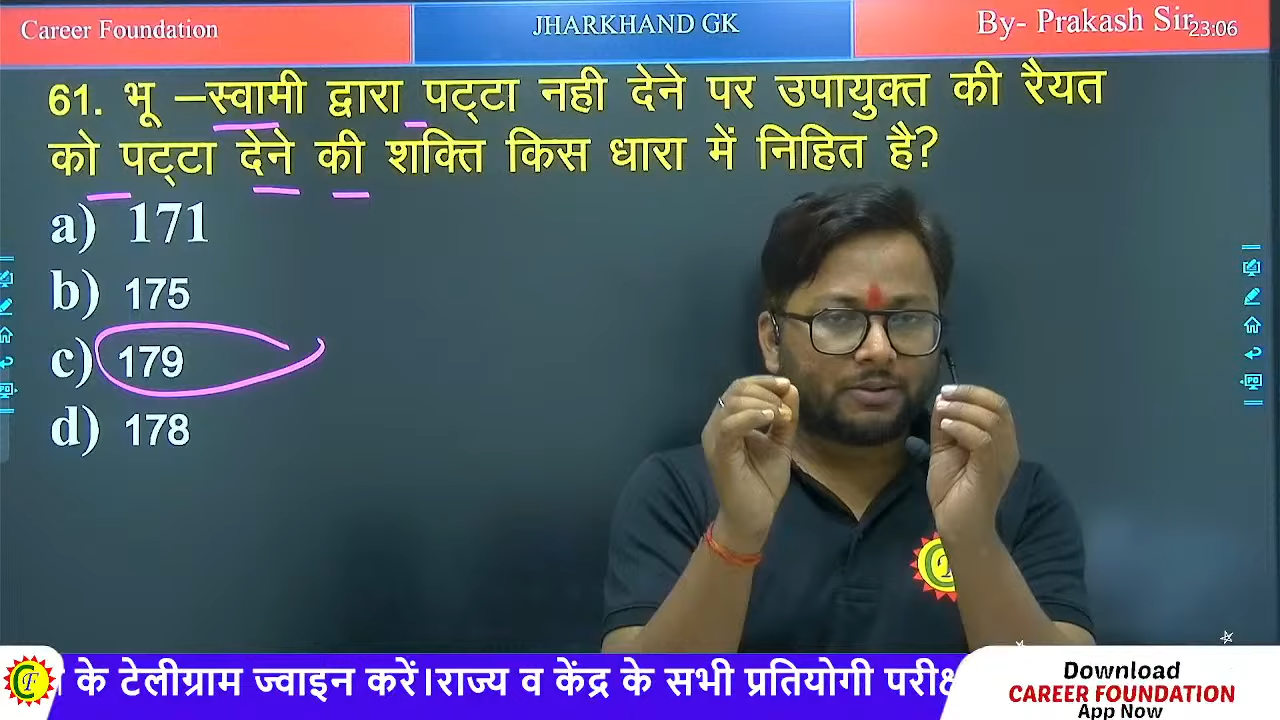 Career Foundation
JHARKHAND GK
By- Prakash Sir
23:06
61. भू –स्वामी द्वारा पट्टा नही देने पर उपायुक्त की रैयत
को पट्टा देने की शक्ति किस धारा में निहित है?
a) 171
b) 175
c) 179
d) 178
के टेलीग्राम ज्वाइन करें।राज्य व केंद्र के सभी प्रतियोगी परीक्ष
Download
CAREER FOUNDATION
App Now